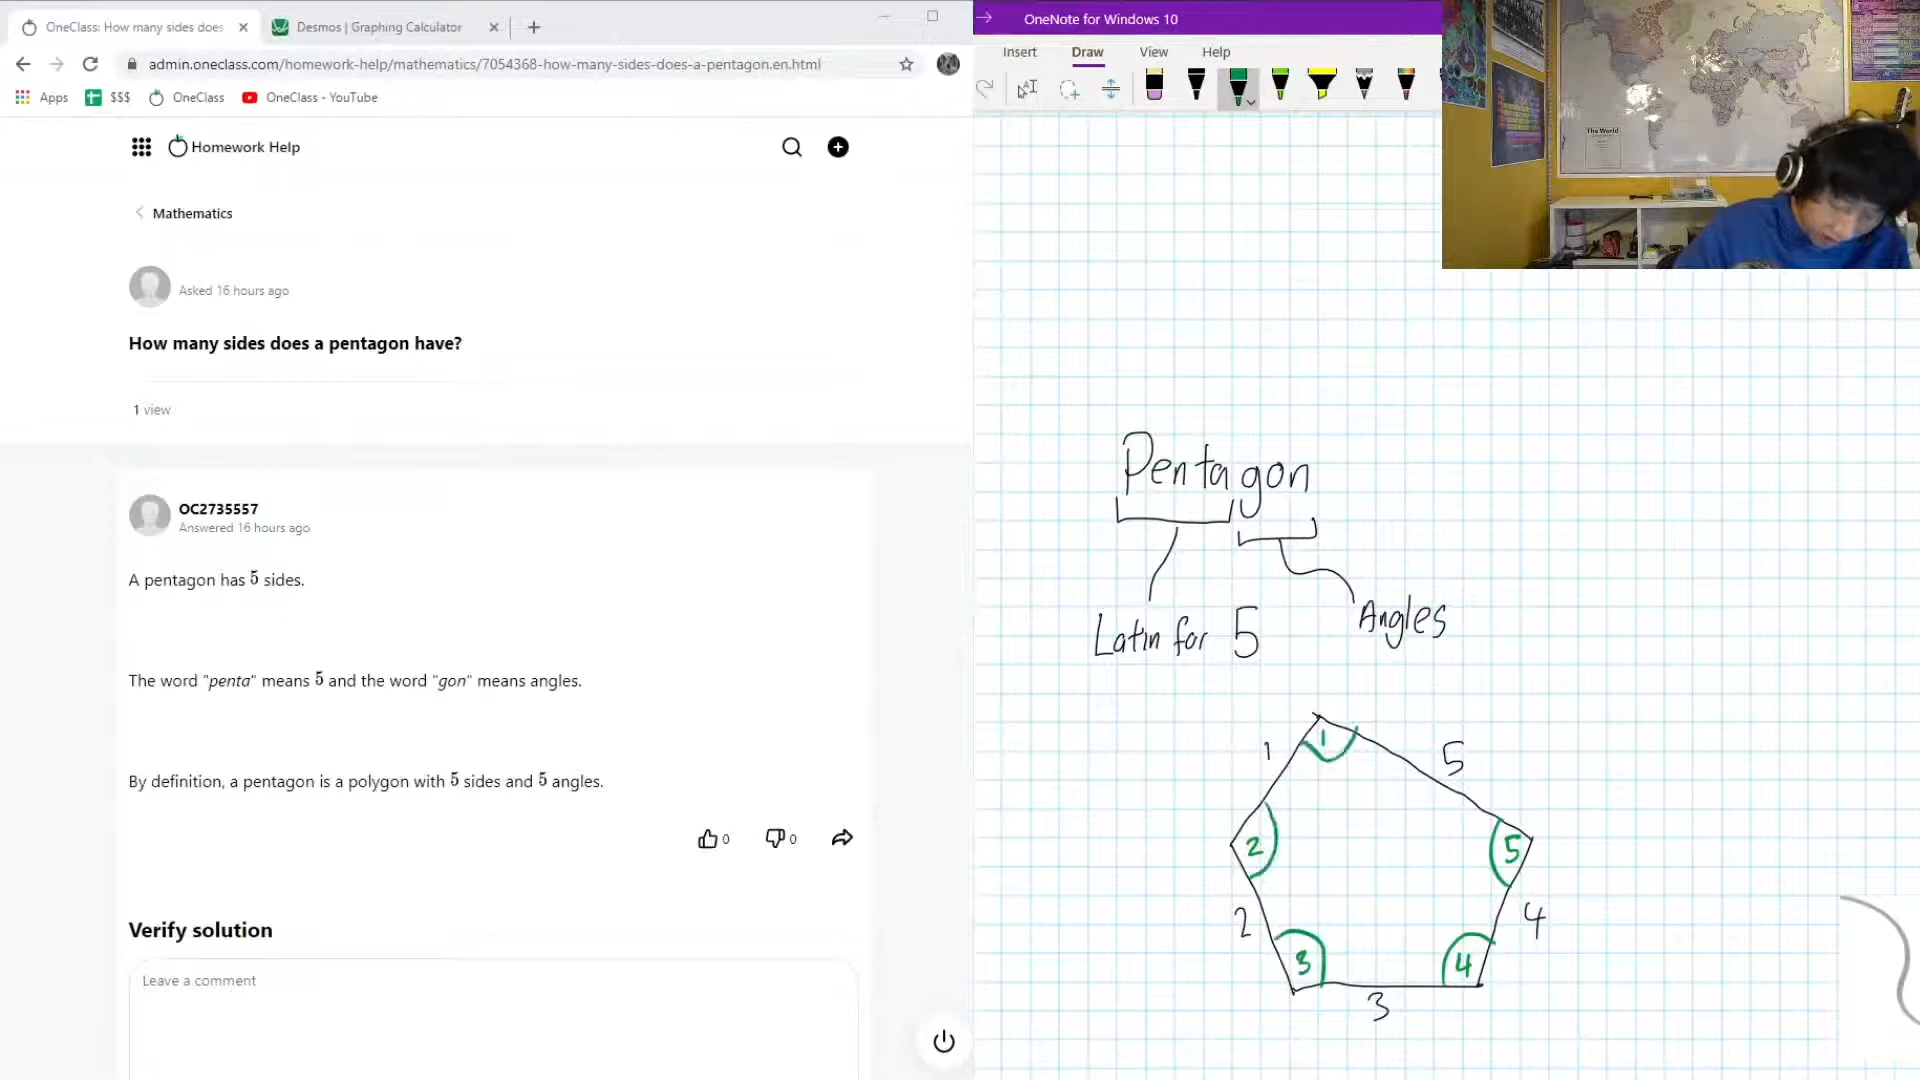 OneClass: How many sides does
Desmos | Graphing Calculator
admin.oneclass.com/homework-help/mathematics/7054368-how-many-sides-does-a-pentagon.en.html
Apps
$$$
OneClass
OneClass - YouTube
Homework Help
Mathematics
Asked 16 hours ago
How many sides does a pentagon have?
1 view
OC2735557
Answered 16 hours ago
A pentagon has 5 sides.
The word "penta" means 5 and the word "gon" means angles.
By definition, a pentagon is a polygon with 5 sides and 5 angles.
0
0
Verify solution
Leave a comment
OneNote for Windows 10
Insert
Draw
View
Help
The World
Pentagon
Latin for 5
Angles
1
1
5
2
5
2
4
3
4
3